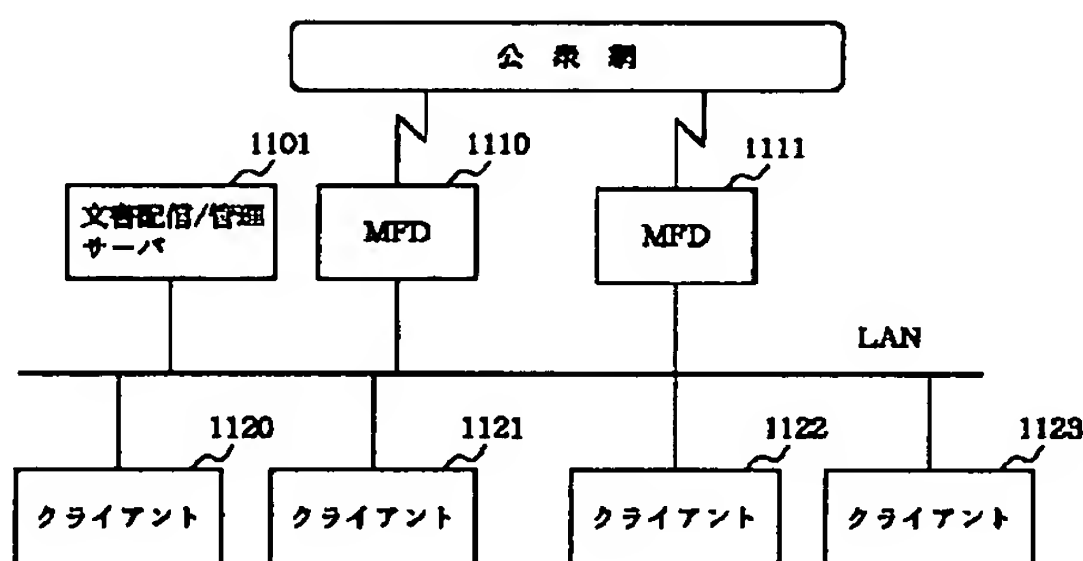 公衆網
1101
1110
1111
文書配信/管理
サーバ
MFD
MFD
LAN
1120
1121
1122
1123
クライアント
クライアント
クライアント
クライアント